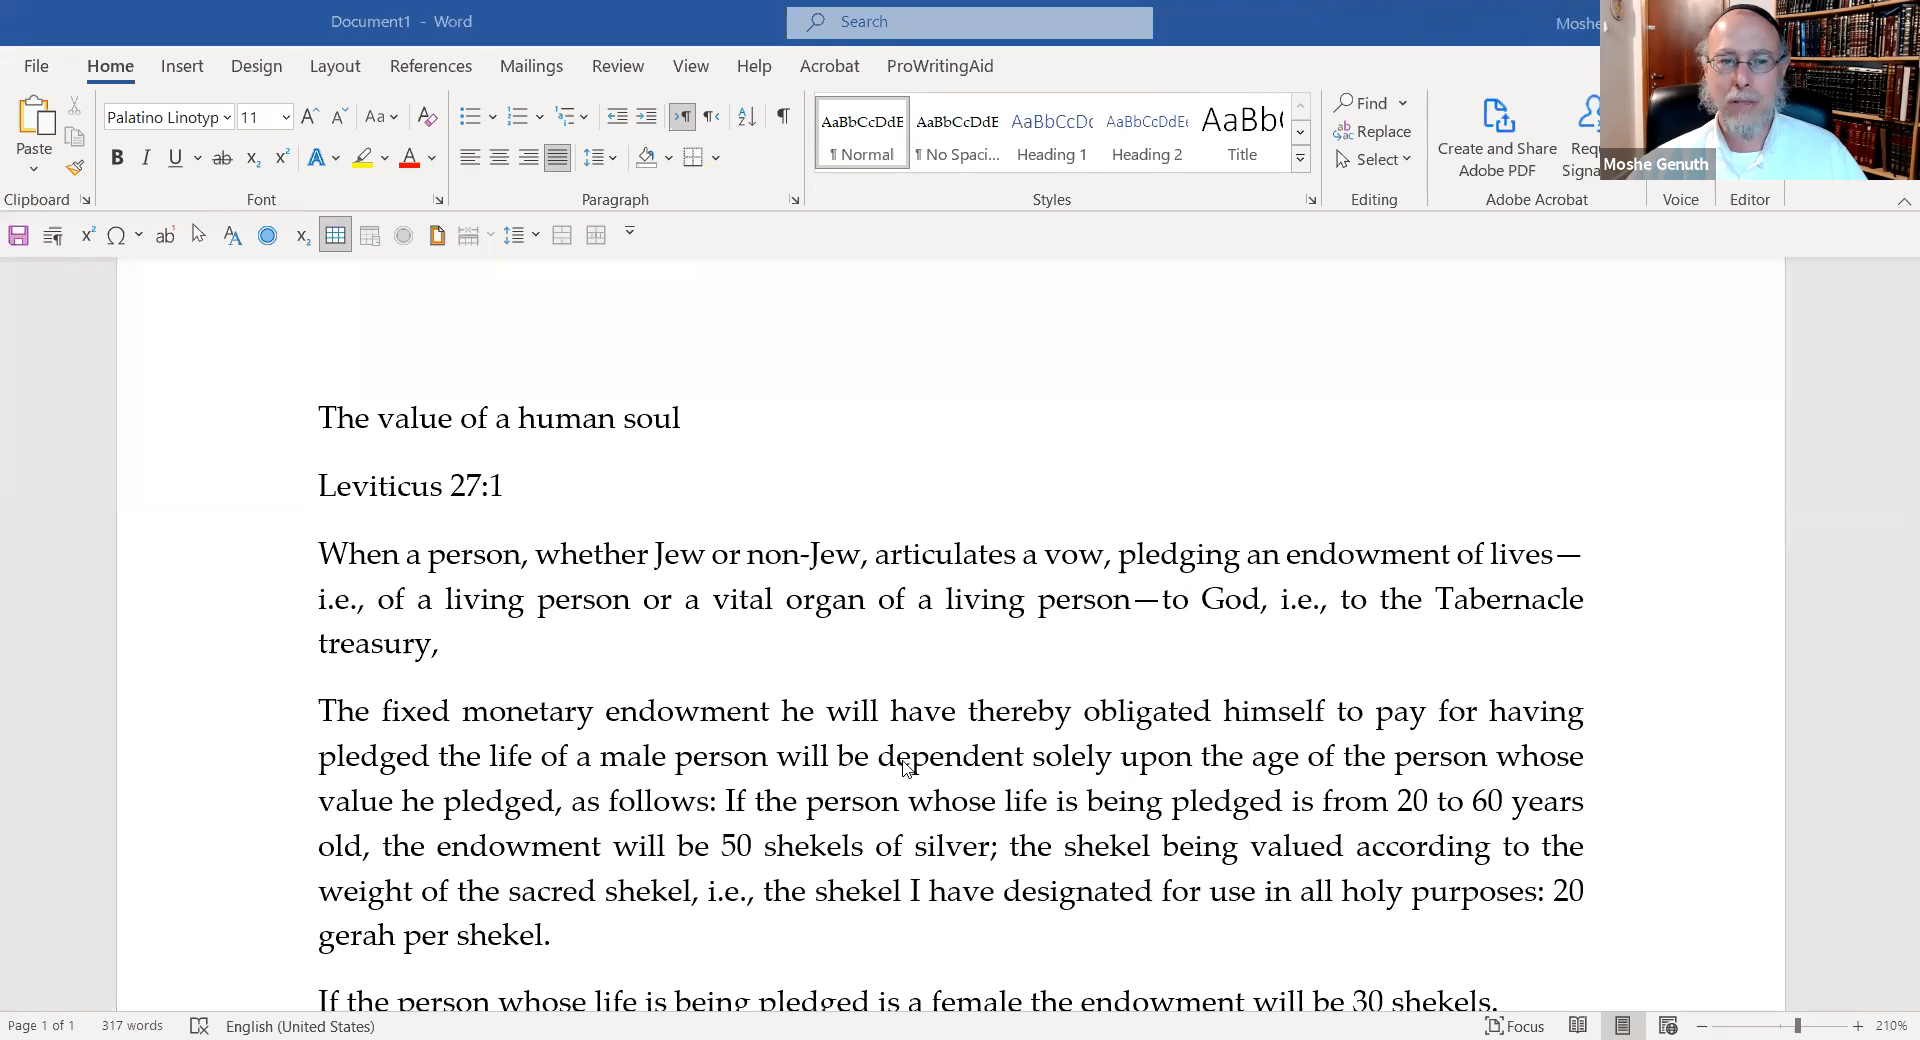 Document1 - Word
Search
Moshe
File Home Insert Design Layout References Mailings Review View Help Acrobat ProWritingAid
Moshe Genuth
Palatino Linotyp 11
Aa
Paste
B I U ab x₂ x² A A
AaBbCcDdE AaBbCcDdE AaBbCcDc AaBbCcDdEe AaBb(
¶ Normal ¶ No Spaci... Heading 1 Heading 2 Title
Find
Replace
Select
Create and Share
Adobe PDF
Req
Signa
Clipboard Font Paragraph Styles Editing Adobe Acrobat Voice Editor
The value of a human soul
Leviticus 27:1
When a person, whether Jew or non-Jew, articulates a vow, pledging an endowment of lives—
i.e., of a living person or a vital organ of a living person—to God, i.e., to the Tabernacle
treasury,
The fixed monetary endowment he will have thereby obligated himself to pay for having
pledged the life of a male person will be dependent solely upon the age of the person whose
value he pledged, as follows: If the person whose life is being pledged is from 20 to 60 years
old, the endowment will be 50 shekels of silver; the shekel being valued according to the
weight of the sacred shekel, i.e., the shekel I have designated for use in all holy purposes: 20
gerah per shekel.
If the person whose life is being pledged is a female the endowment will be 30 shekels.
Page 1 of 1 317 words English (United States) Focus 210%